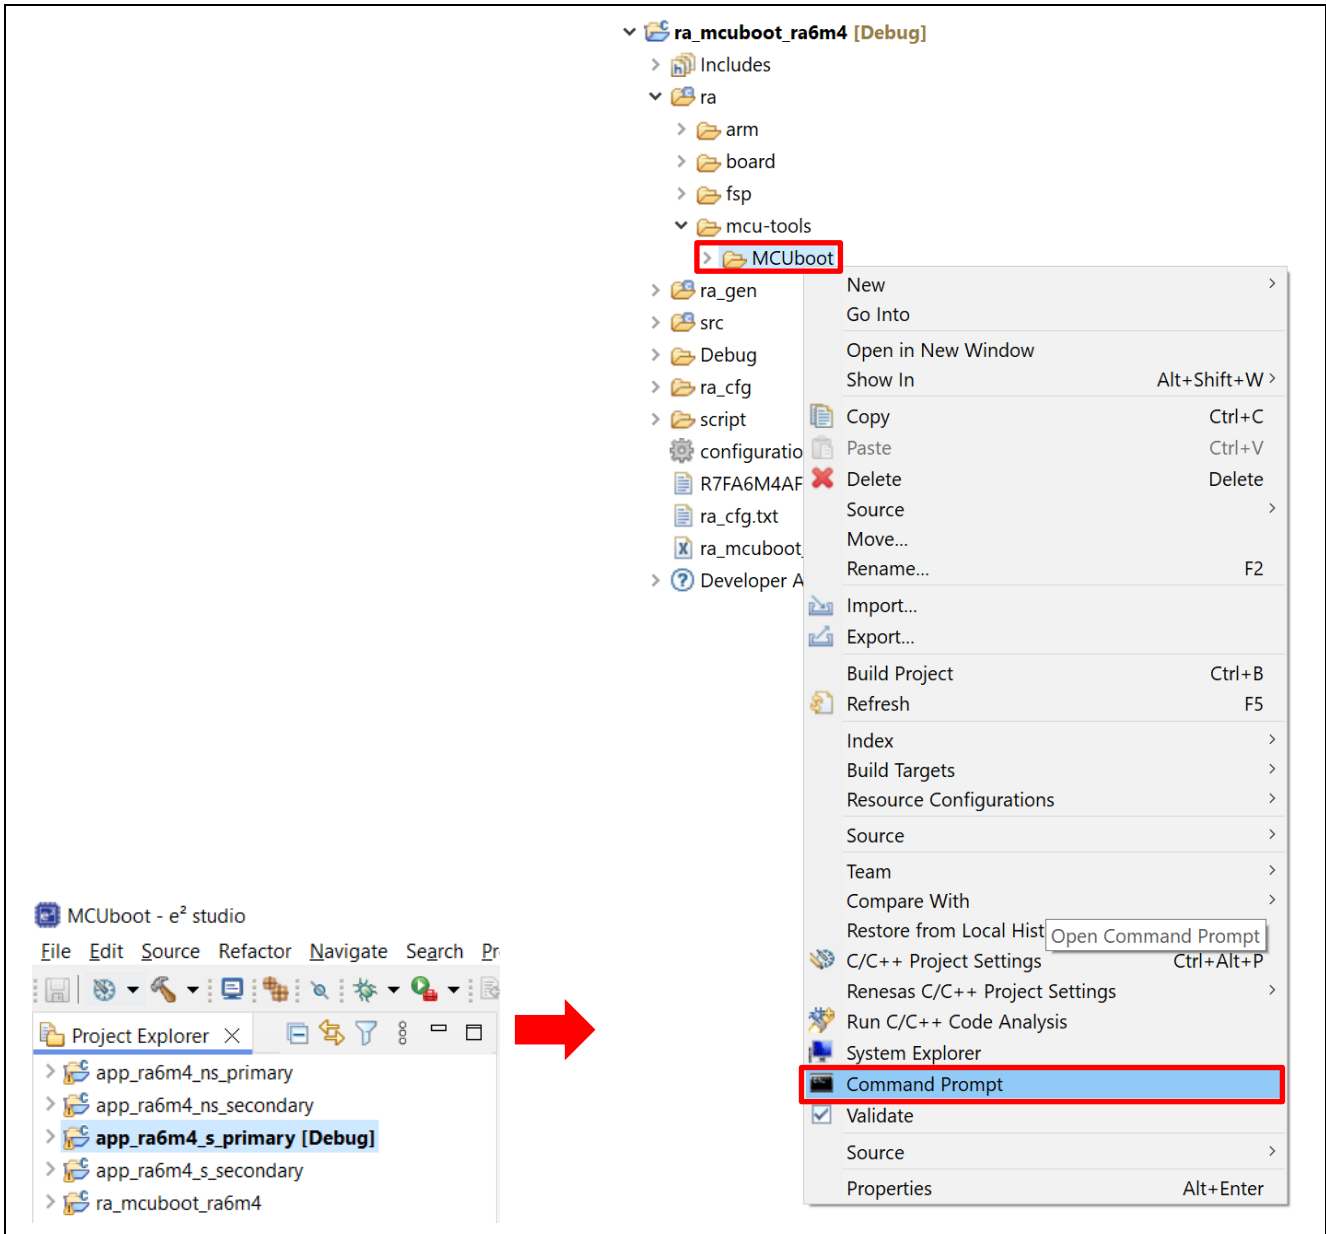 ra_mcuboot_ra6m4 [Debug]
Includes
ra
arm
board
fsp
mcu-tools
MCUboot
ra_gen
src
Debug
ra_cfg
script
configuratio
R7FA6M4AF
ra_cfg.txt
ra_mcuboot_
Developer A
New
Go Into
Open in New Window
Show In Alt+Shift+W
Copy Ctrl+C
Paste Ctrl+V
Delete Delete
Source
Move...
Rename... F2
Import...
Export...
Build Project Ctrl+B
Refresh F5
Index
Build Targets
Resource Configurations
Source
Team
Compare With
Restore from Local Hist
Open Command Prompt
C/C++ Project Settings Ctrl+Alt+P
Renesas C/C++ Project Settings
Run C/C++ Code Analysis
System Explorer
Command Prompt
Validate
Source
Properties Alt+Enter
MCUboot - e² studio
File Edit Source Refactor Navigate Search Pr
Project Explorer
app_ra6m4_ns_primary
app_ra6m4_ns_secondary
app_ra6m4_s_primary [Debug]
app_ra6m4_s_secondary
ra_mcuboot_ra6m4